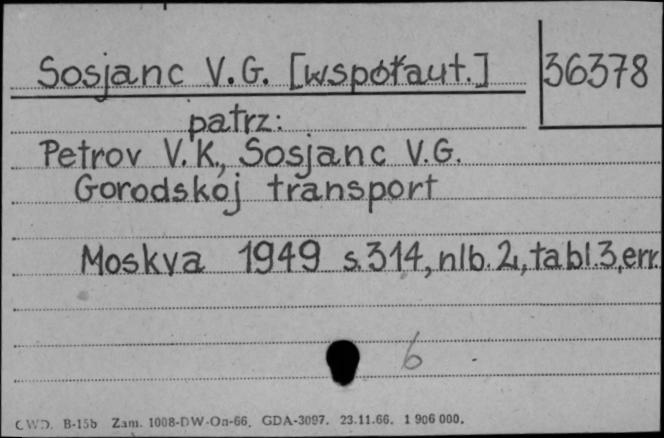 Sosjanc V.G. [współaut.] 36378
patrz:
Petrov V.K., Sosjanc V.G.
Gorodskoj transport
Moskva 1949 s.314, nlb.2, tabl.3, err.
6
CWD. B-15b Zam. 1008-DW-On-66. GDA-3097. 23.11.66. 1 906 000.